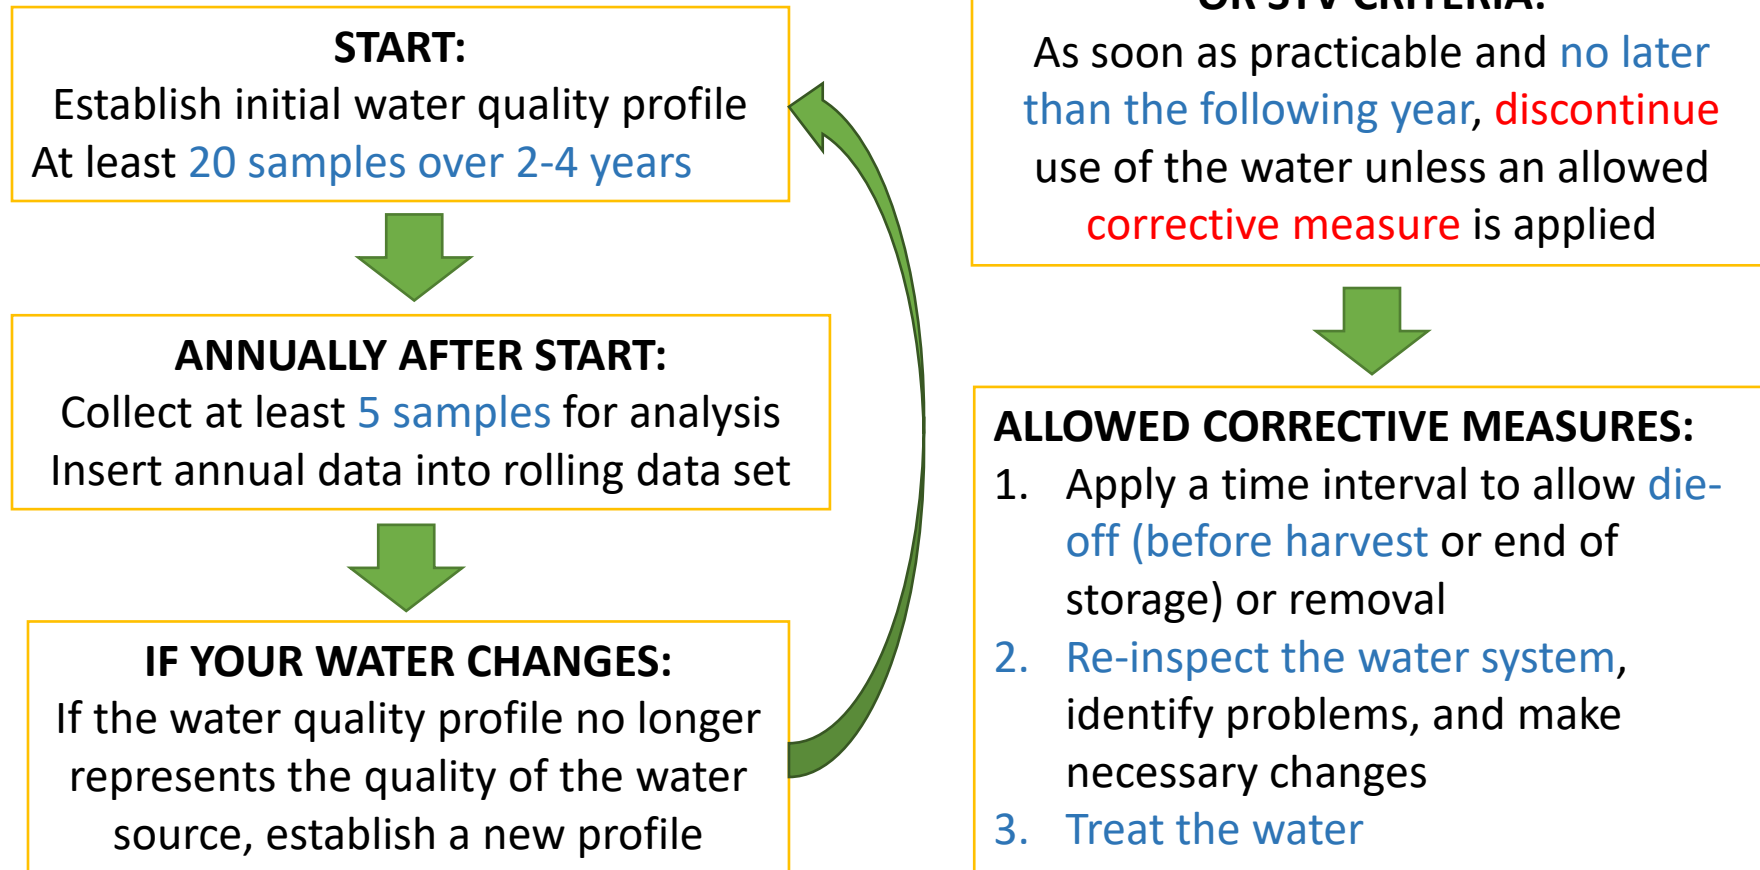 START:
Establish initial water quality profile
At least 20 samples over 2-4 years
ANNUALLY AFTER START:
Collect at least 5 samples for analysis
Insert annual data into rolling data set
IF YOUR WATER CHANGES:
If the water quality profile no longer
represents the quality of the water
source, establish a new profile
OR STV CRITERIA:
As soon as practicable and no later
than the following year, discontinue
use of the water unless an allowed
corrective measure is applied
ALLOWED CORRECTIVE MEASURES:
1. Apply a time interval to allow die-
off (before harvest or end of
storage) or removal
2. Re-inspect the water system,
identify problems, and make
necessary changes
3. Treat the water